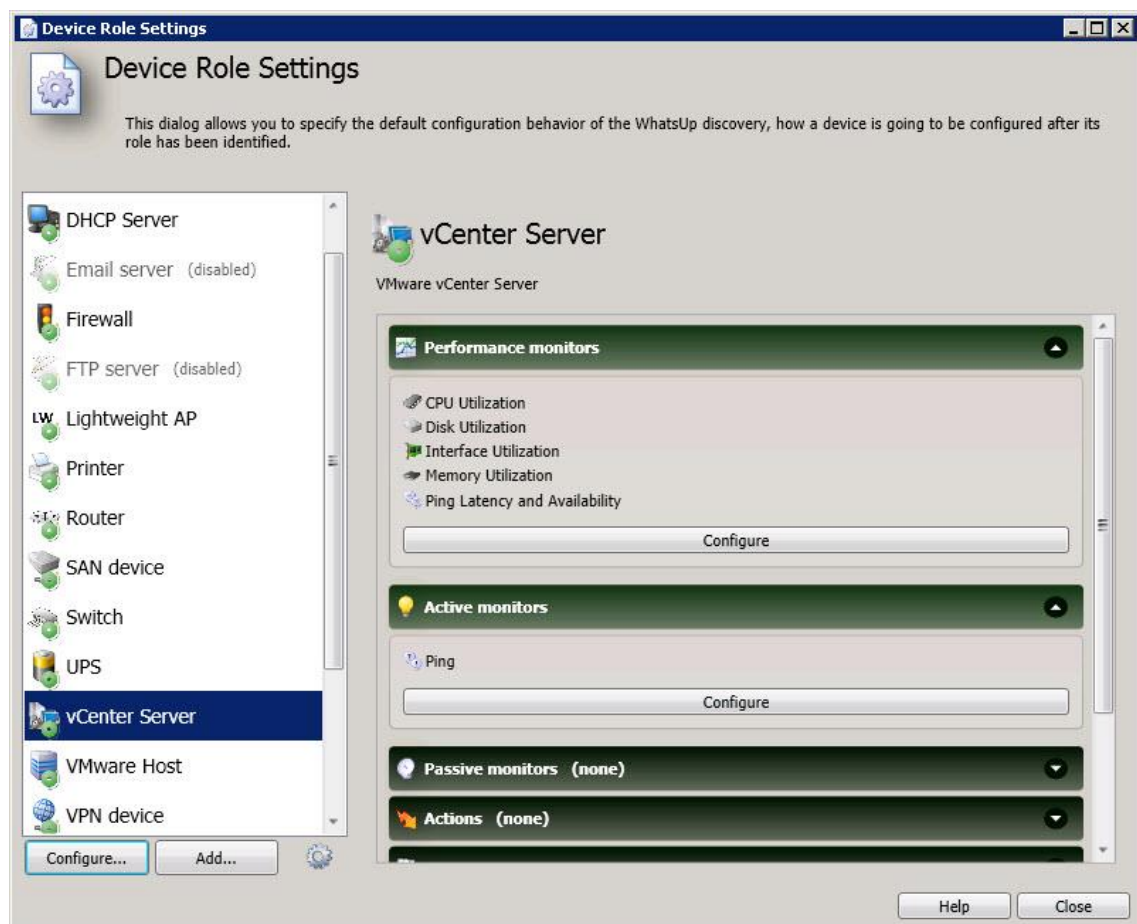 Device Role Settings
Device Role Settings
This dialog allows you to specify the default configuration behavior of the WhatsUp discovery, how a device is going to be configured after its
role has been identified.
DHCP Server
Email server (disabled)
Firewall
FTP server (disabled)
LW Lightweight AP
Printer
Router
SAN device
Switch
UPS
vCenter Server
VMware Host
VPN device
Configure...
Add...
vCenter Server
VMware vCenter Server
Performance monitors
CPU Utilization
Disk Utilization
Interface Utilization
Memory Utilization
Ping Latency and Availability
Configure
Active monitors
Ping
Configure
Passive monitors (none)
Actions (none)
Help
Close